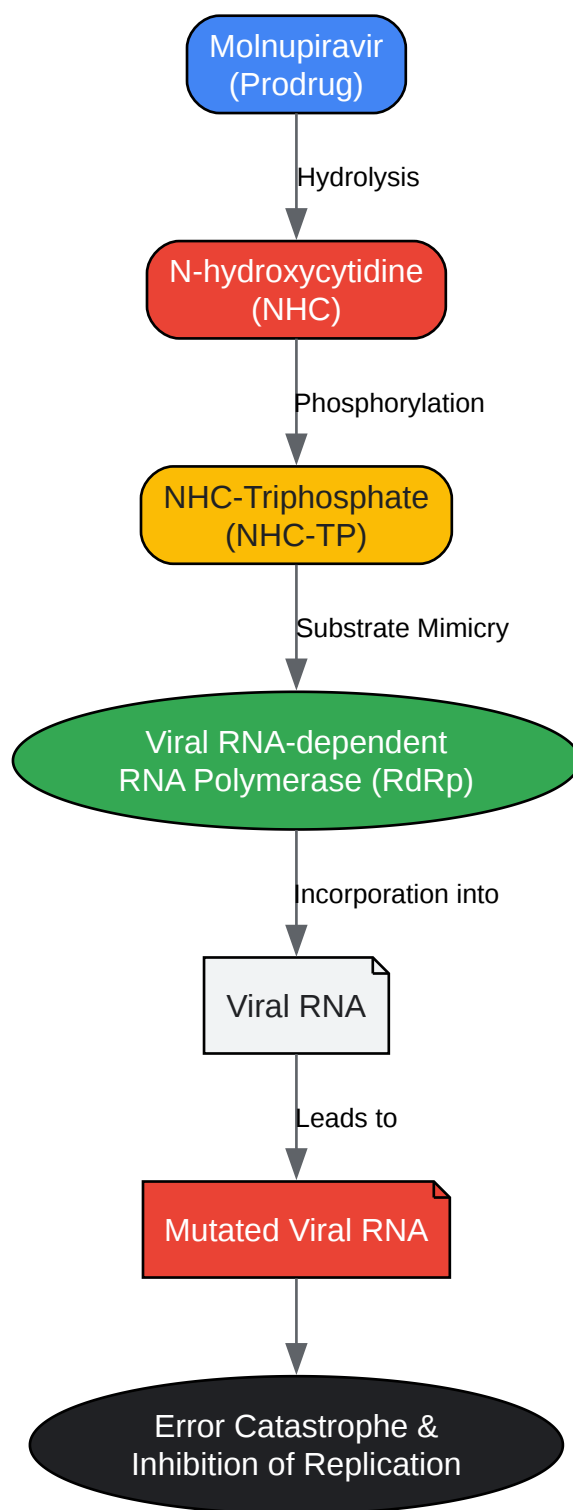 Molnupiravir
(Prodrug)
Hydrolysis
N-hydroxycytidine
(NHC)
Phosphorylation
NHC-Triphosphate
(NHC-TP)
Substrate Mimicry
Viral RNA-dependent
RNA Polymerase (RdRp)
Incorporation into
Viral RNA
Leads to
Mutated Viral RNA
Error Catastrophe &
Inhibition of Replication